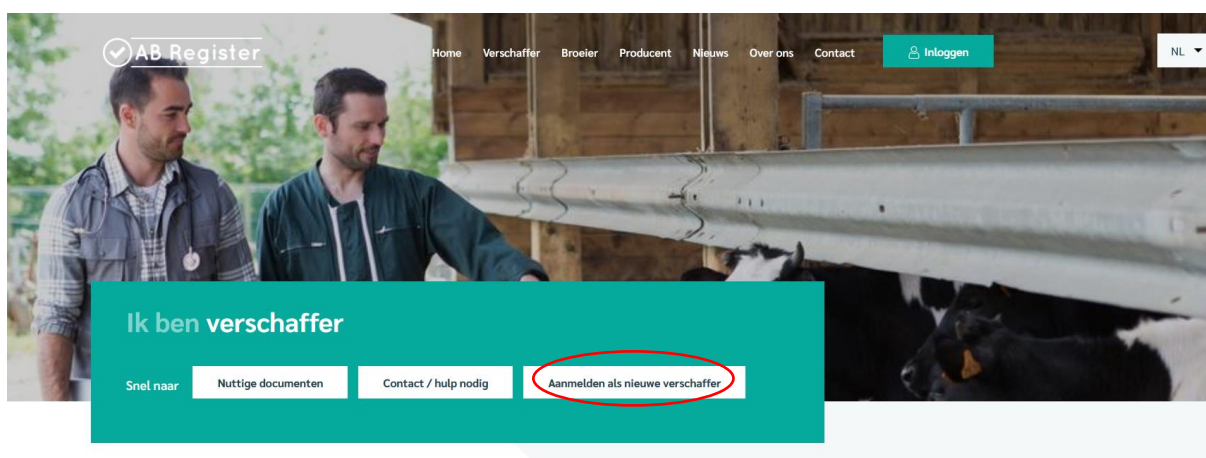 AB Register
Home Verschaffer Broeier Producent Nieuws Over ons Contact Inloggen NL
Ik ben verschaffer
Snel naar Nuttige documenten Contact / hulp nodig Aanmelden als nieuwe verschaffer